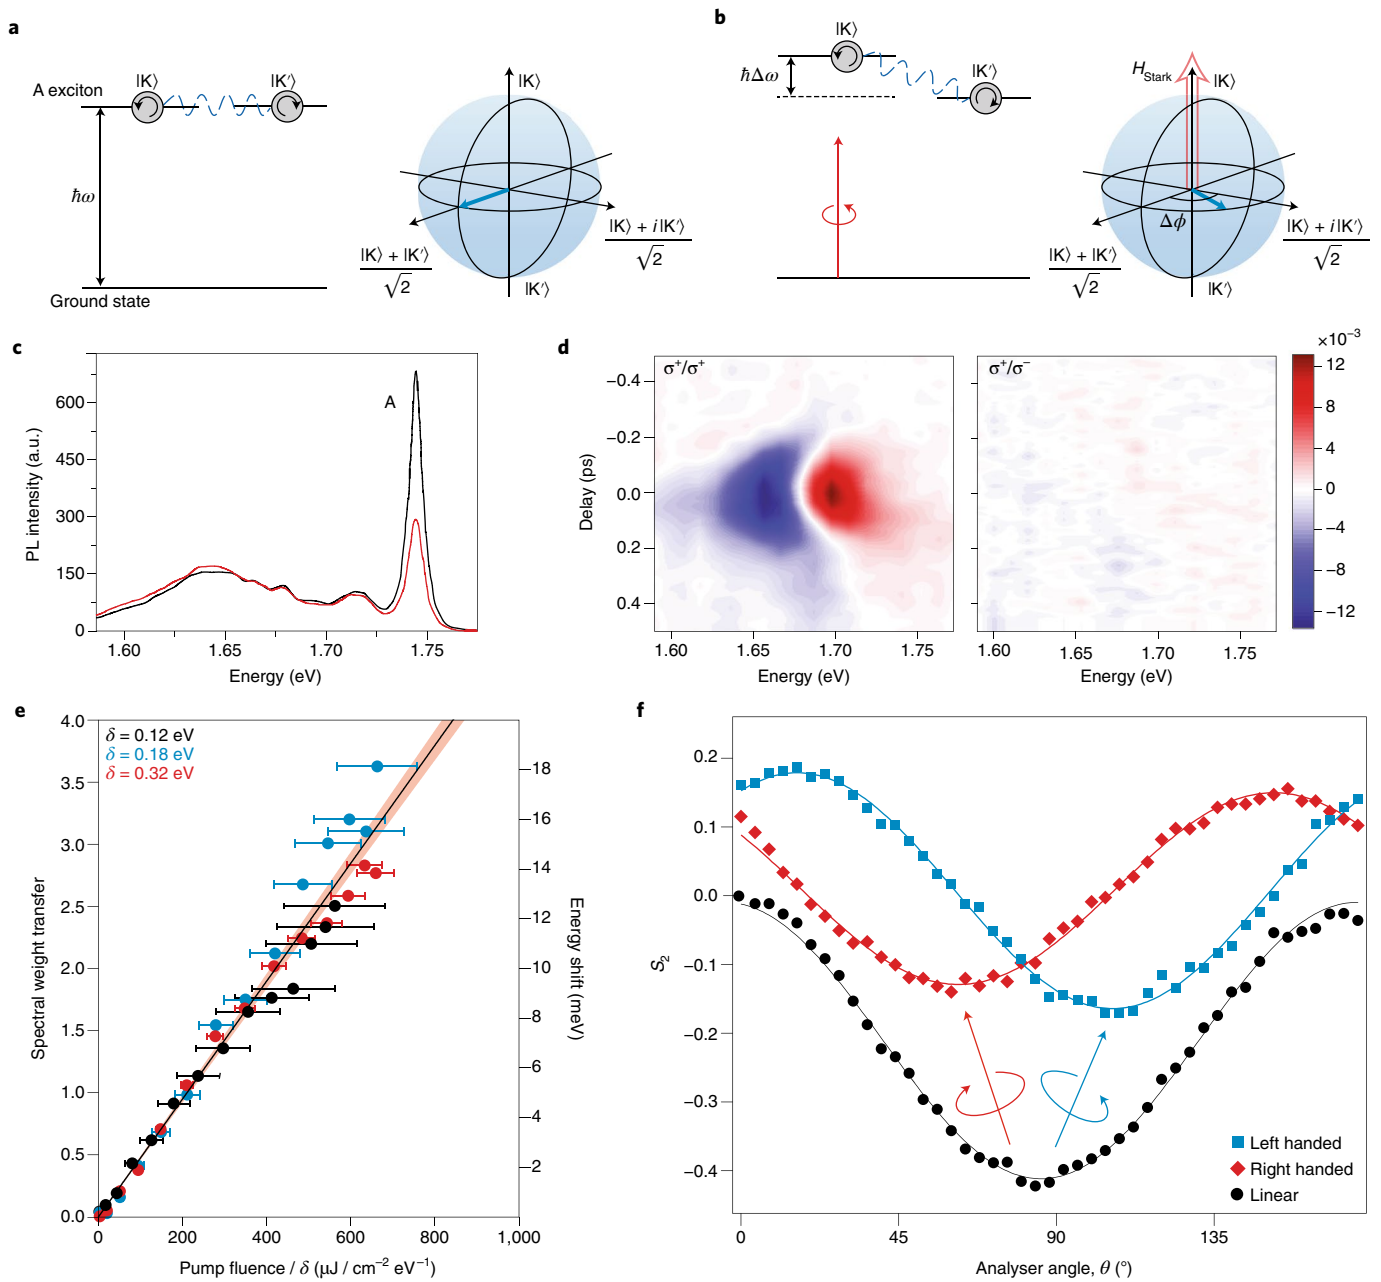 a
|K⟩
|K′⟩
A exciton
ħω
Ground state
|K⟩
|K⟩ + |K′⟩
√2
|K⟩ + i|K′⟩
√2
|K′⟩
b
|K⟩
ħΔω
|K′⟩
H_Stark
|K⟩
Δϕ
|K⟩ + |K′⟩
√2
|K⟩ + i|K′⟩
√2
|K′⟩
c
PL intensity (a.u.)
600
450
300
150
0
A
1.60 1.65 1.70 1.75
Energy (eV)
d
σ⁺/σ⁺
σ⁺/σ⁻
Delay (ps)
−0.4
−0.2
0.0
0.2
0.4
1.60 1.65 1.70 1.75
Energy (eV)
1.60 1.65 1.70 1.75
Energy (eV)
×10⁻³
12
8
4
0
−4
−8
−12
e
δ = 0.12 eV
δ = 0.18 eV
δ = 0.32 eV
Spectral weight transfer
4.0
3.5
3.0
2.5
2.0
1.5
1.0
0.5
0.0
Energy shift (meV)
18
16
14
12
10
8
6
4
2
0 200 400 600 800 1,000
Pump fluence / δ (μJ / cm⁻² eV⁻¹)
f
S₂
0.2
0.1
0.0
−0.1
−0.2
−0.3
−0.4
Left handed
Right handed
Linear
0 45 90 135
Analyser angle, θ (°)